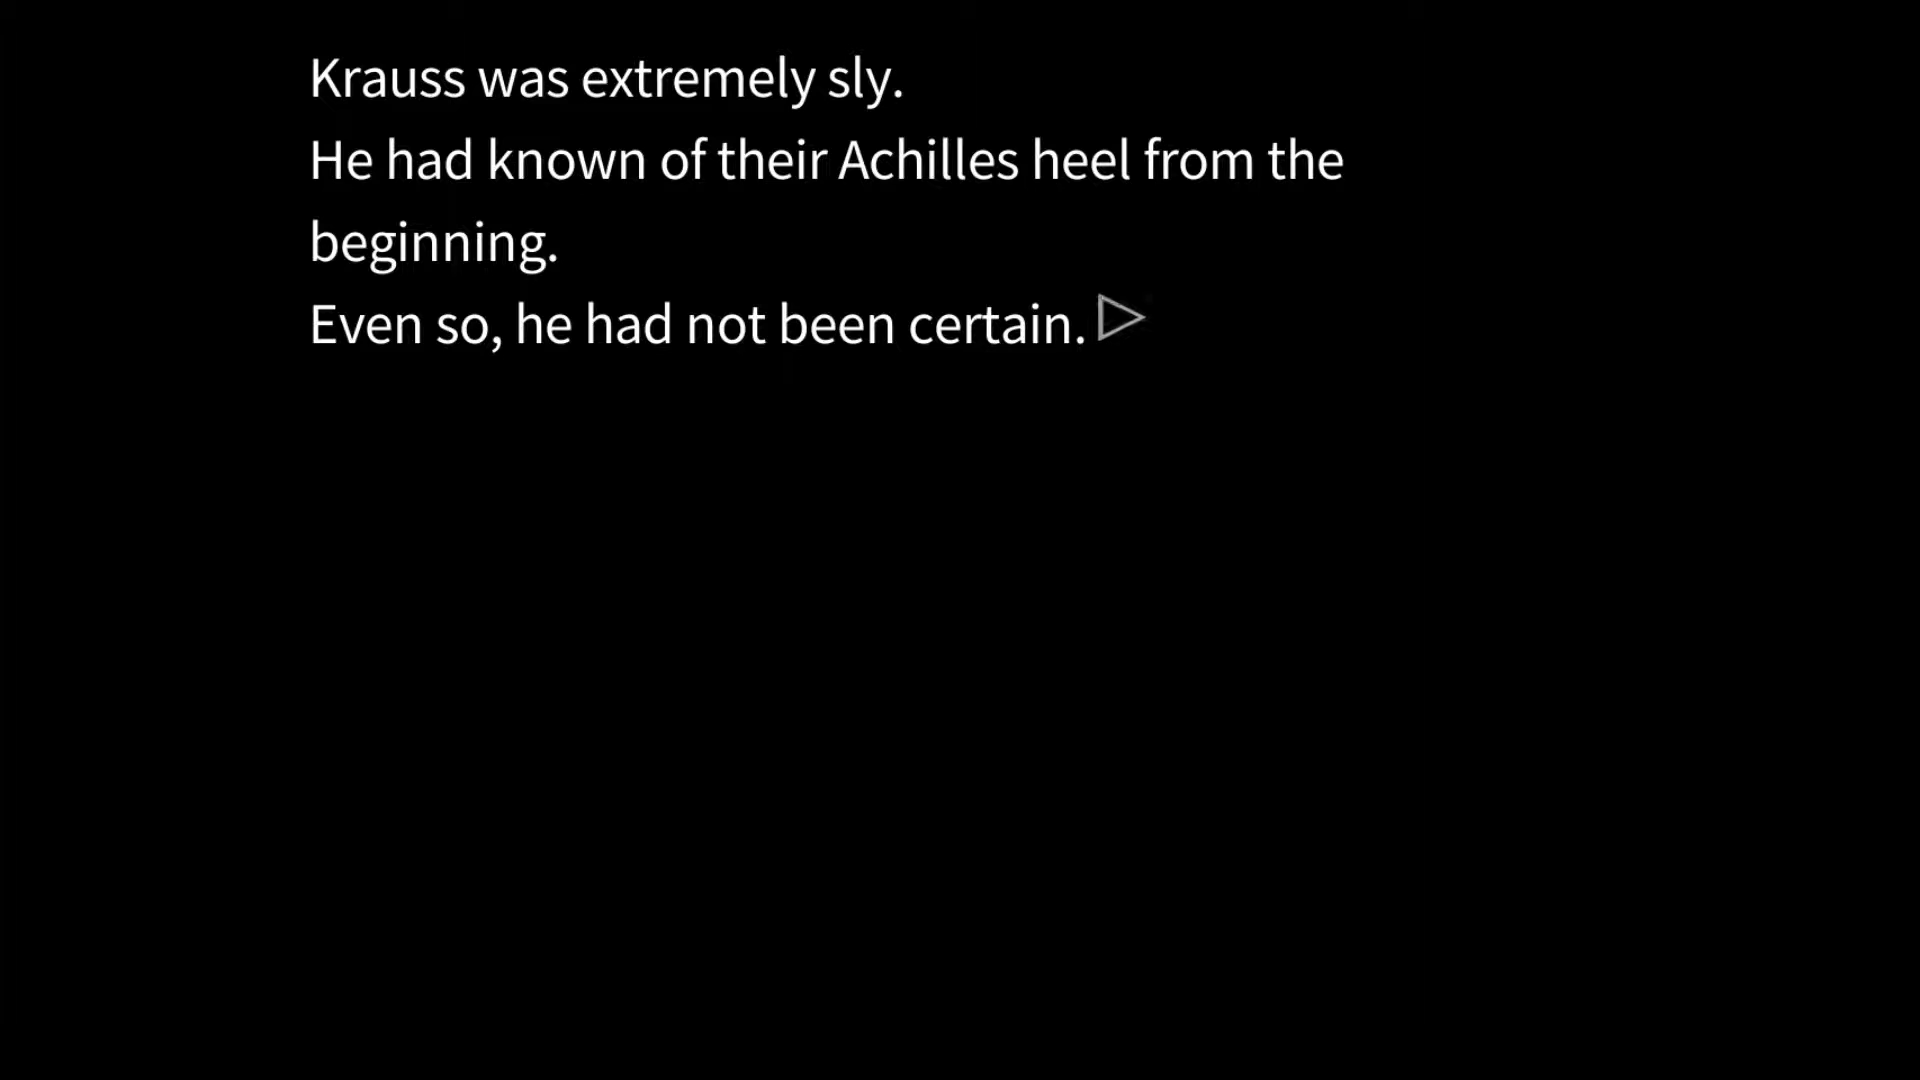 Krauss was extremely sly.
He had known of their Achilles heel from the
beginning.
Even so, he had not been certain.